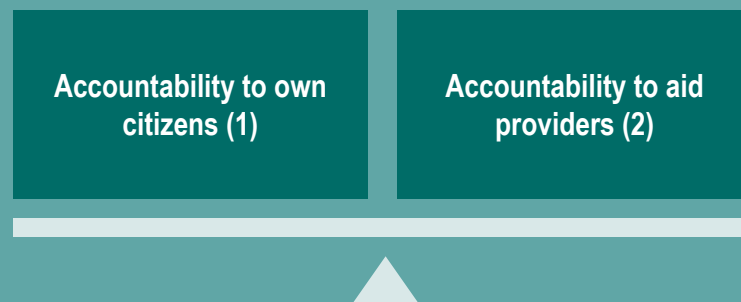 Accountability to own
citizens (1)
Accountability to aid
providers (2)